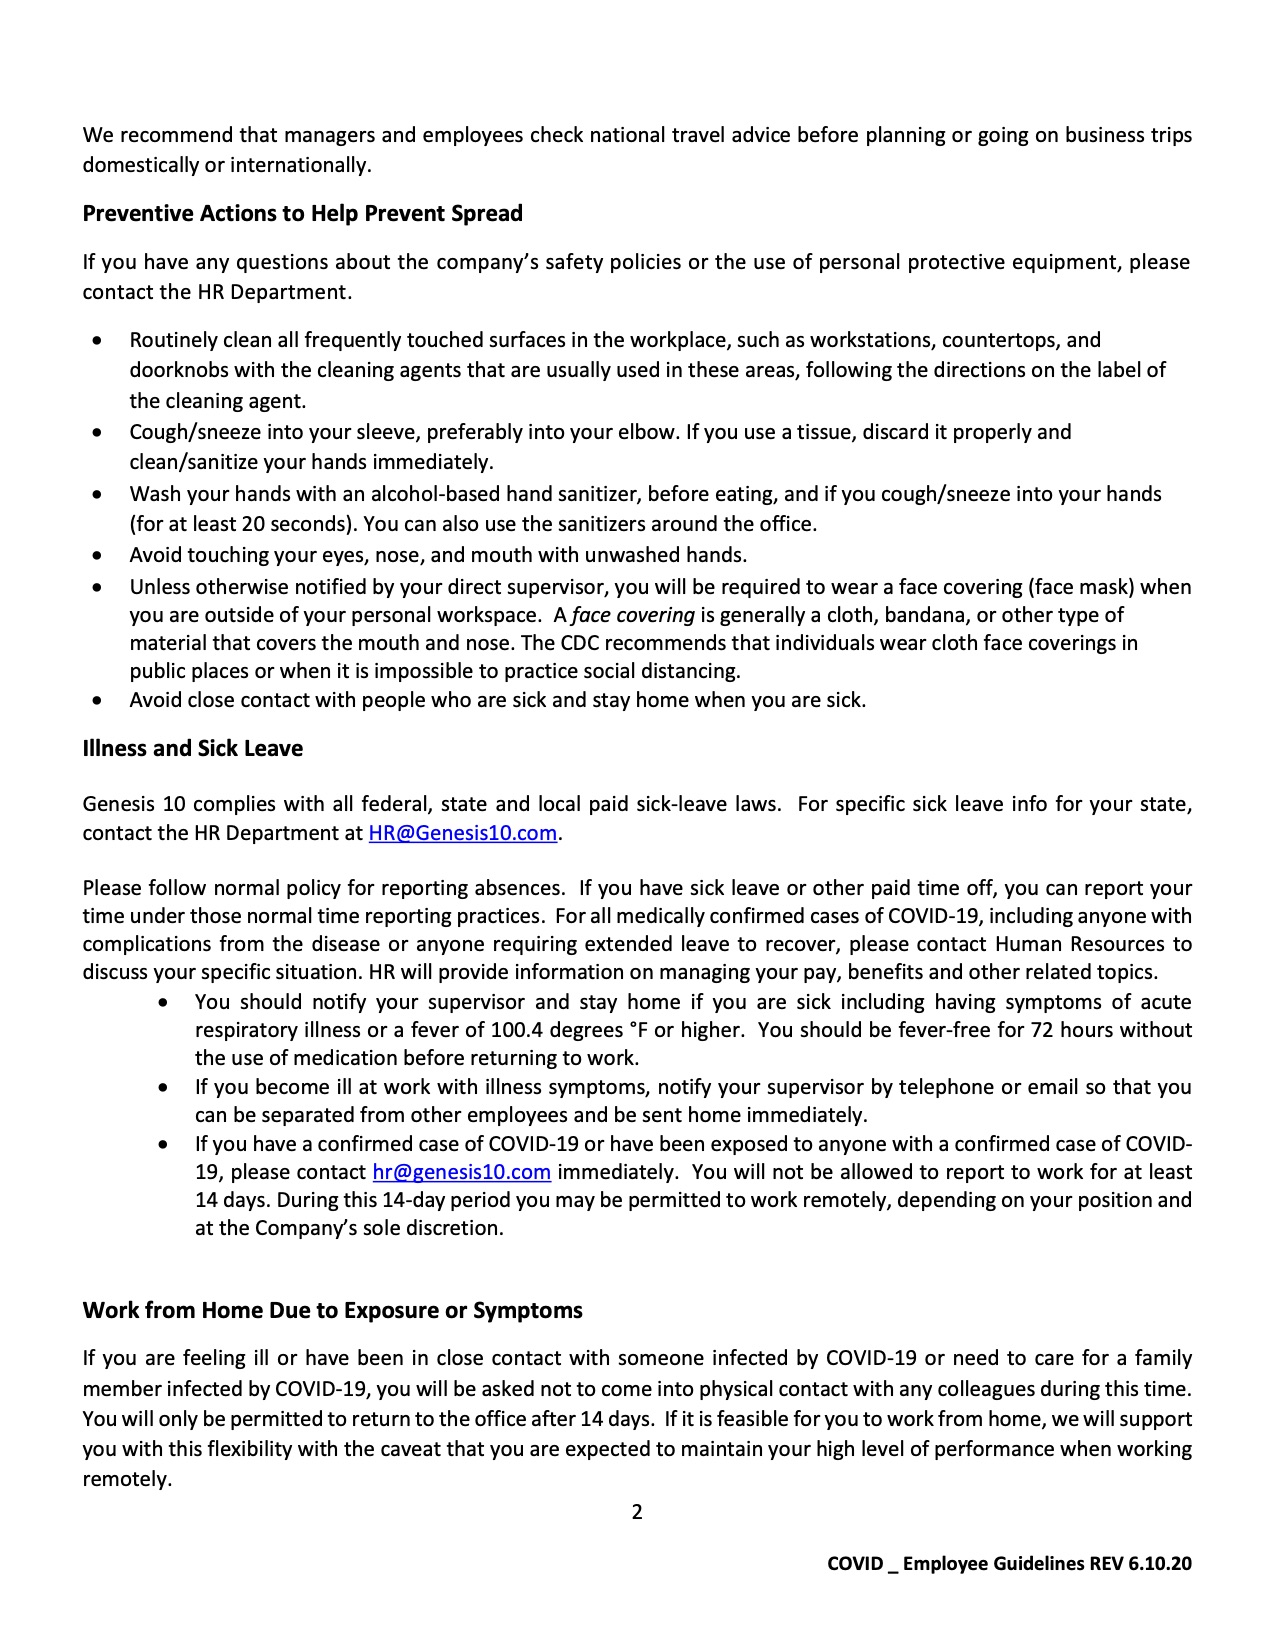 We recommend that managers and employees check national travel advice before planning or going on business trips
domestically or internationally.
Preventive Actions to Help Prevent Spread
If you have any questions about the company’s safety policies or the use of personal protective equipment, please
contact the HR Department.
• Routinely clean all frequently touched surfaces in the workplace, such as workstations, countertops, and
doorknobs with the cleaning agents that are usually used in these areas, following the directions on the label of
the cleaning agent.
• Cough/sneeze into your sleeve, preferably into your elbow. If you use a tissue, discard it properly and
clean/sanitize your hands immediately.
• Wash your hands with an alcohol-based hand sanitizer, before eating, and if you cough/sneeze into your hands
(for at least 20 seconds). You can also use the sanitizers around the office.
• Avoid touching your eyes, nose, and mouth with unwashed hands.
• Unless otherwise notified by your direct supervisor, you will be required to wear a face covering (face mask) when
you are outside of your personal workspace. A face covering is generally a cloth, bandana, or other type of
material that covers the mouth and nose. The CDC recommends that individuals wear cloth face coverings in
public places or when it is impossible to practice social distancing.
• Avoid close contact with people who are sick and stay home when you are sick.
Illness and Sick Leave
Genesis 10 complies with all federal, state and local paid sick-leave laws. For specific sick leave info for your state,
contact the HR Department at HR@Genesis10.com.
Please follow normal policy for reporting absences. If you have sick leave or other paid time off, you can report your
time under those normal time reporting practices. For all medically confirmed cases of COVID-19, including anyone with
complications from the disease or anyone requiring extended leave to recover, please contact Human Resources to
discuss your specific situation. HR will provide information on managing your pay, benefits and other related topics.
• You should notify your supervisor and stay home if you are sick including having symptoms of acute
respiratory illness or a fever of 100.4 degrees °F or higher. You should be fever-free for 72 hours without
the use of medication before returning to work.
• If you become ill at work with illness symptoms, notify your supervisor by telephone or email so that you
can be separated from other employees and be sent home immediately.
• If you have a confirmed case of COVID-19 or have been exposed to anyone with a confirmed case of COVID-
19, please contact hr@genesis10.com immediately. You will not be allowed to report to work for at least
14 days. During this 14-day period you may be permitted to work remotely, depending on your position and
at the Company’s sole discretion.
Work from Home Due to Exposure or Symptoms
If you are feeling ill or have been in close contact with someone infected by COVID-19 or need to care for a family
member infected by COVID-19, you will be asked not to come into physical contact with any colleagues during this time.
You will only be permitted to return to the office after 14 days. If it is feasible for you to work from home, we will support
you with this flexibility with the caveat that you are expected to maintain your high level of performance when working
remotely.
2
COVID _ Employee Guidelines REV 6.10.20